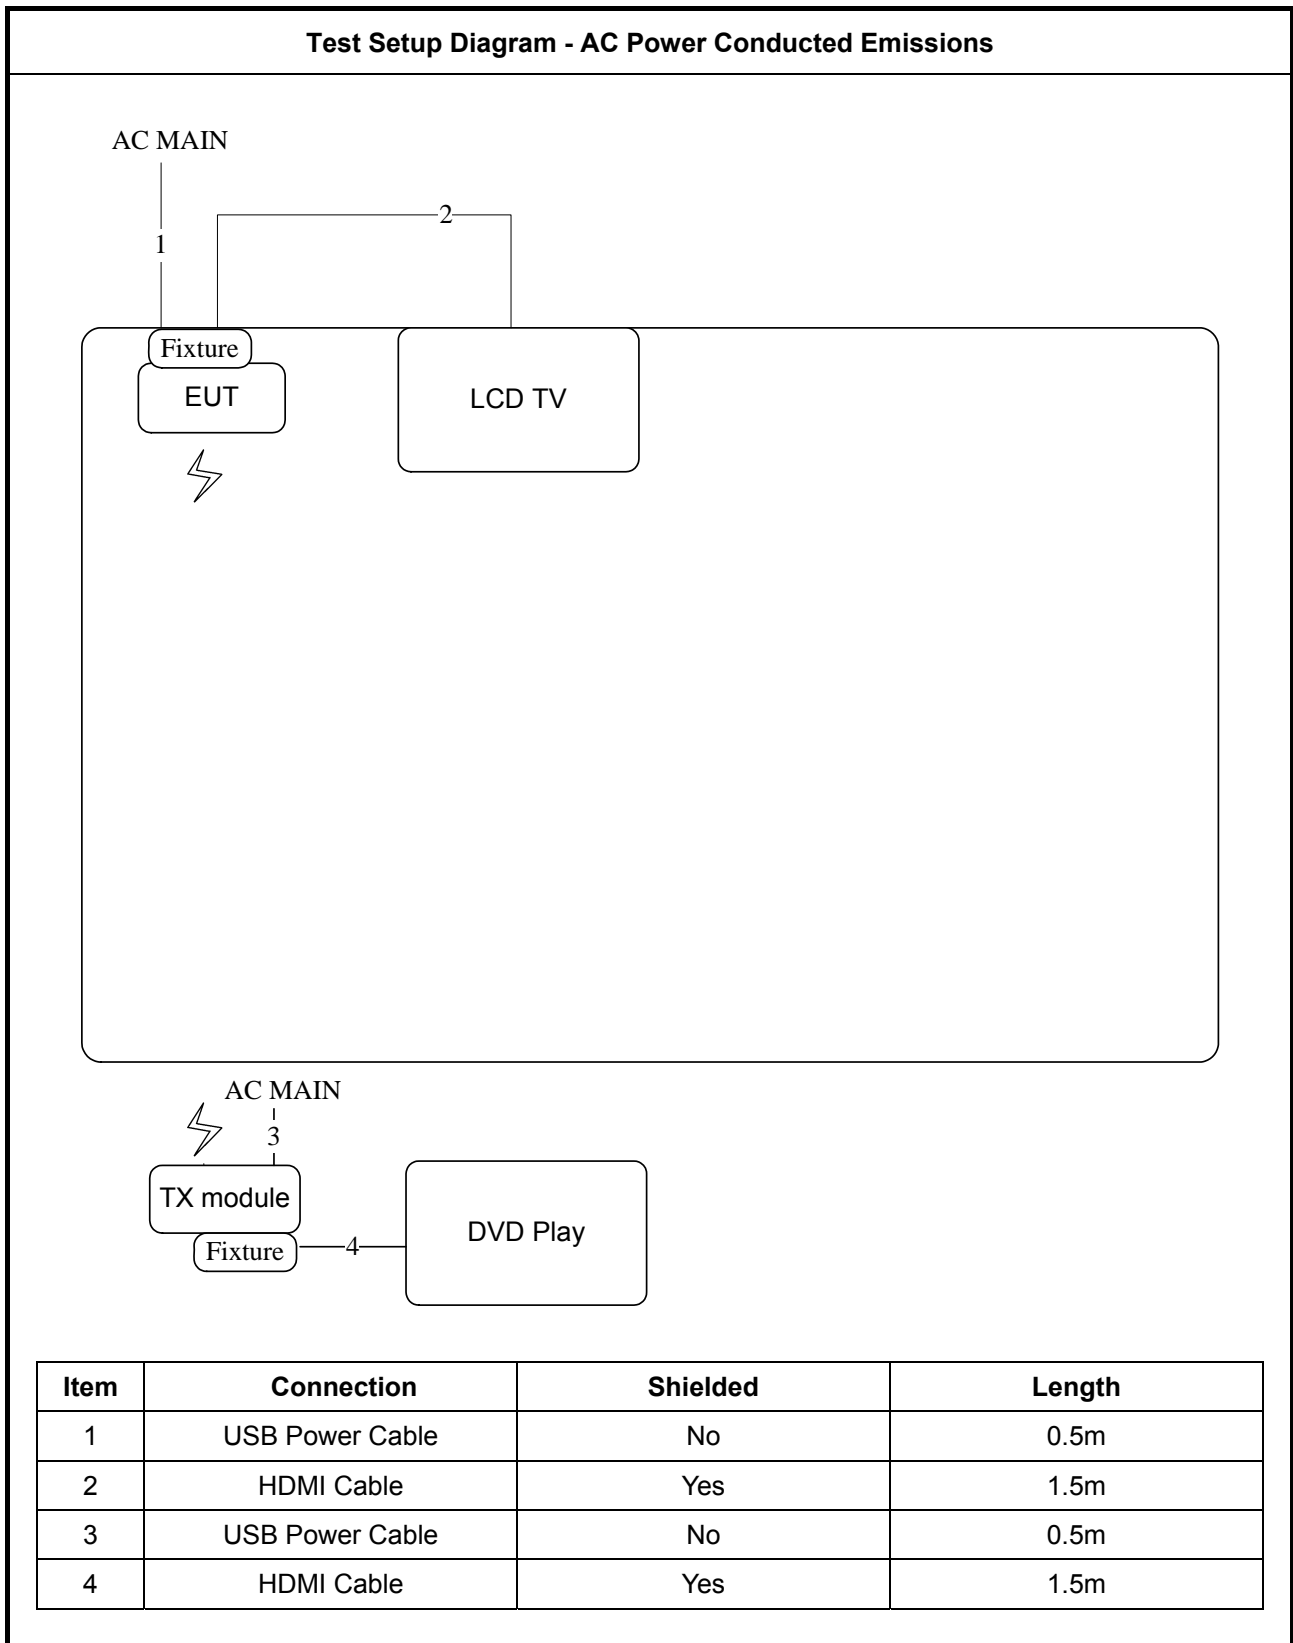 Test Setup Diagram - AC Power Conducted Emissions
AC MAIN
2
1
Fixture
EUT
LCD TV
AC MAIN
3
TX module
DVD Play
Fixture
4
Item Connection Shielded Length
1 USB Power Cable No 0.5m
2 HDMI Cable Yes 1.5m
3 USB Power Cable No 0.5m
4 HDMI Cable Yes 1.5m